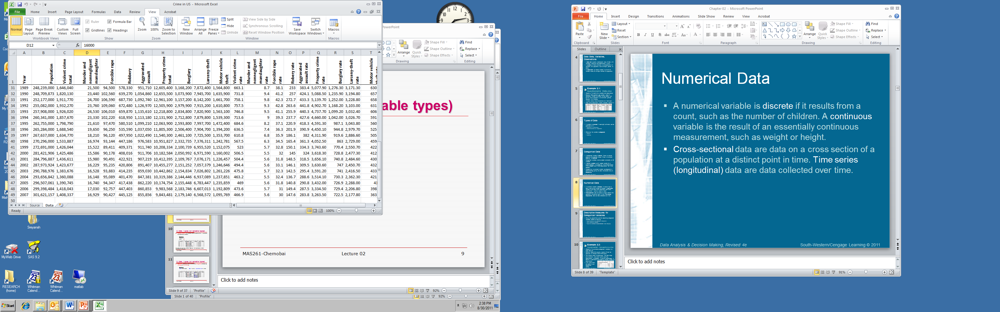 Crime in US - Microsoft Excel
File Home Insert Page Layout Formulas Data Review View Acrobat
Normal Page Layout Page Break Preview Custom Views Full Screen
Workbook Views
Ruler Formula Bar
Gridlines Headings
Show
Zoom 100% Zoom to Selection
Zoom
New Window Arrange All Freeze Panes
Split
Hide
Unhide
View Side by Side
Synchronous Scrolling
Reset Window Position
Window
Save Workspace Switch Windows
Macros
Macros
D12 fx 16000
A B C D E F G H I J K L M N O P Q R S T
1 Year Population Violent crime total Murder and nonnegligent manslaughter Forcible rape Robbery Aggravated assault Property crime total Burglary Larceny-theft Motor vehicle theft Violent crime rate Murder and nonnegligent manslaughter rate Forcible rape rate Robbery rate Aggravated assault rate Property crime rate Burglary rate Larceny-theft rate Motor vehicle
31 1989 248,239,000 1,646,040 21,500 94,500 578,330 951,710 12,605,400 3,168,200 7,872,400 1,564,800 663.1 8.7 38.1 233 383.4 5,077.90 1,276.30 3,171.30 630
32 1990 248,709,873 1,820,130 23,440 102,560 639,270 1,054,860 12,655,500 3,073,900 7,945,700 1,635,900 731.8 9.4 41.2 257 424.1 5,088.50 1,235.90 3,194.80 657
33 1991 252,177,000 1,911,770 24,700 106,590 687,730 1,092,740 12,961,100 3,157,200 8,142,200 1,661,700 758.1 9.8 42.3 272.7 433.3 5,139.70 1,252.00 3,228.80 658
34 1992 255,082,000 1,932,270 23,760 109,060 672,480 1,126,970 12,505,900 2,979,900 7,915,200 1,610,800 757.5 9.3 42.8 263.6 441.8 4,902.70 1,168.20 3,103.00 631
35 1993 257,908,000 1,926,020 24,530 106,010 659,870 1,135,610 12,218,800 2,834,800 7,820,900 1,563,100 746.8 9.5 41.1 255.9 440.3 4,737.70 1,099.20 3,032.40 606
36 1994 260,341,000 1,857,670 23,330 102,220 618,950 1,113,180 12,131,900 2,712,800 7,879,800 1,539,300 713.6 9 39.3 237.7 427.6 4,660.00 1,042.00 3,026.70 591
37 1995 262,755,000 1,798,790 21,610 97,470 580,510 1,099,210 12,063,900 2,593,800 7,997,700 1,472,400 684.6 8.2 37.1 220.9 418.3 4,591.30 987.1 3,043.80 560
38 1996 265,284,000 1,688,540 19,650 96,250 535,590 1,037,050 11,805,300 2,506,400 7,904,700 1,394,200 636.5 7.4 36.3 201.9 390.9 4,450.10 944.8 2,979.70 525
39 1997 267,637,000 1,634,770 18,210 96,120 497,950 1,022,490 11,540,300 2,461,100 7,725,500 1,353,700 610.8 6.8 35.9 186.1 382 4,311.90 919.6 2,886.60 505
40 1998 270,296,000 1,533,887 16,974 93,144 447,186 976,583 10,951,827 2,332,735 7,376,311 1,242,781 567.5 6.3 34.5 165.4 361.3 4,052.50 863 2,729.00 459
41 1999 272,691,000 1,426,044 15,522 89,411 409,371 911,740 10,208,334 2,100,739 6,955,520 1,152,075 523 5.7 32.8 150.1 334.3 3,743.60 770.4 2,550.70 422
42 2000 281,421,906 1,425,486 15,586 90,178 408,016 911,706 10,182,584 2,050,992 6,971,590 1,160,002 506.5 5.5 32 145 324 3,618.30 728.8 2,477.30 412
43 2001 284,796,887 1,436,611 15,980 90,491 422,921 907,219 10,412,395 2,109,767 7,076,171 1,226,457 504.4 5.6 31.8 148.5 318.5 3,656.10 740.8 2,484.60 430
44 2002 287,973,924 1,423,677 16,229 95,235 420,806 891,407 10,455,277 2,151,252 7,057,379 1,246,646 494.4 5.6 33.1 146.1 309.5 3,630.60 747 2,450.70 432
45 2003 290,788,976 1,383,676 16,528 93,883 414,235 859,030 10,442,862 2,154,834 7,026,802 1,261,226 475.8 5.7 32.3 142.5 295.4 3,591.20 741 2,416.50 433
46 2004 293,656,842 1,360,088 16,148 95,089 401,470 847,381 10,319,386 2,144,446 6,937,089 1,237,851 463.2 5.5 32.4 136.7 288.6 3,514.10 730.3 2,362.30 421
47 2005 296,507,061 1,390,745 16,740 94,347 417,438 862,220 10,174,754 2,155,448 6,783,447 1,235,859 469 5.6 31.8 140.8 290.8 3,432.00 726.9 2,288.00 41
48 2006 299,398,484 1,418,043 17,030 92,757 447,403 860,853 9,983,568 2,183,746 6,607,013 1,192,809 473.6 5.7 31 149.4 287.5 3,334.50 729.4 2,206.80 398
49 2007 301,621,157 1,408,337 16,929 90,427 445,125 855,856 9,843,481 2,179,140 6,568,572 1,095,769 466.9 5.6 30 147.6 283.8 3,263.50 722.5 2,177.80 363
50
Source Data
Ready 100%
PowerPoint
Arrange Quick Styles
Shape Fill
Shape Outline
Shape Effects
Drawing
Find
Replace
Select
Editing
able types)
MAS261-Chernobai Lecture 02 9
10
11
Click to add notes
Slide 9 of 37 "Profile" 92%
Slide 1 of 40 "Profile" 92%
Sreyansh
MyWeb Drive SAS 9.2
RESEARCH (home) Whitman Calend... Whitman Calend... matlab
Start
2:38 PM
8/30/2011
Chapter 02 - Microsoft PowerPoint
File Home Insert Design Transitions Animations Slide Show Review View Acrobat
Paste
Clipboard
New Slide
Layout
Reset
Section
Slides
Font
Paragraph
Arrange Quick Styles
Shape Fill
Shape Outline
Shape Effects
Drawing
Find
Replace
Select
Editing
Slides Outline
4 Data Sets, Variables, Observations
5 Example 2.1: Questionnaire Data.xlsx
6 Types of Data
7 Categorical Data
8 Numerical Data
9 Descriptive Measures for Categorical Variables
10 Example 2.2: Supermarket Transactions.xlsx
Numerical Data
A numerical variable is discrete if it results from a
count, such as the number of children. A continuous
variable is the result of an essentially continuous
measurement, such as weight or height.
Cross-sectional data are data on a cross section of a
population at a distinct point in time. Time series
(longitudinal) data are data collected over time.
Data Analysis & Decision Making, Revised 4e South-Western/Cengage Learning © 2011
Click to add notes
Slide 8 of 39 "Template" 91%